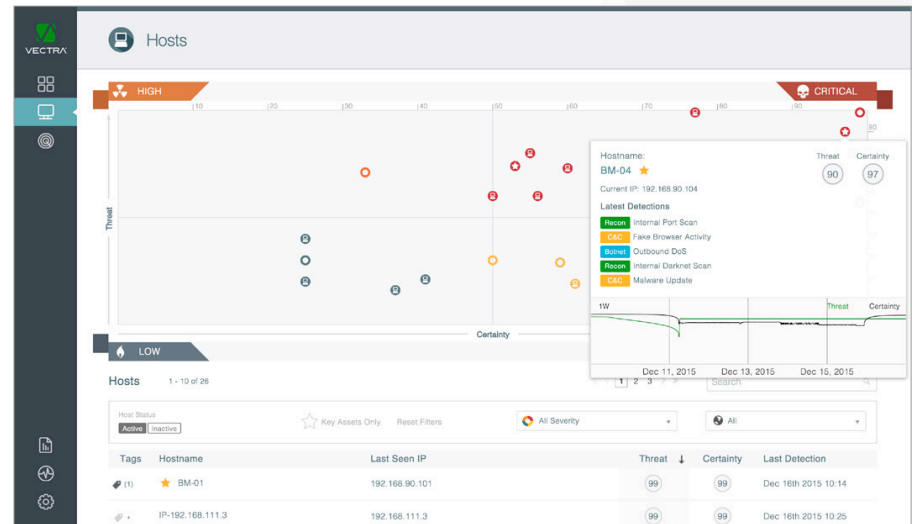 VECTRA
Hosts
HIGH
CRITICAL
|10 |20 |30 |40 |50 |60 |70 |80 |90
90
Threat
Certainty
Hostname:
Threat Certainty
BM-04
90 97
Current IP: 192.168.90.104
Latest Detections
Recon Internal Port Scan
C&C Fake Browser Activity
Botnet Outbound DoS
Recon Internal Darknet Scan
C&C Malware Update
1W Threat Certainty
Dec 11, 2015 Dec 13, 2015 Dec 15, 2015
LOW
Hosts 1 - 10 of 26
1 2 3 > »
Search
Host Status
Active Inactive
Key Assets Only Reset Filters
All Severity
All
Tags Hostname Last Seen IP Threat ↓ Certainty Last Detection
(1) BM-01 192.168.90.101 99 99 Dec 16th 2015 10:14
+ IP-192.168.111.3 192.168.111.3 99 99 Dec 16th 2015 10:25